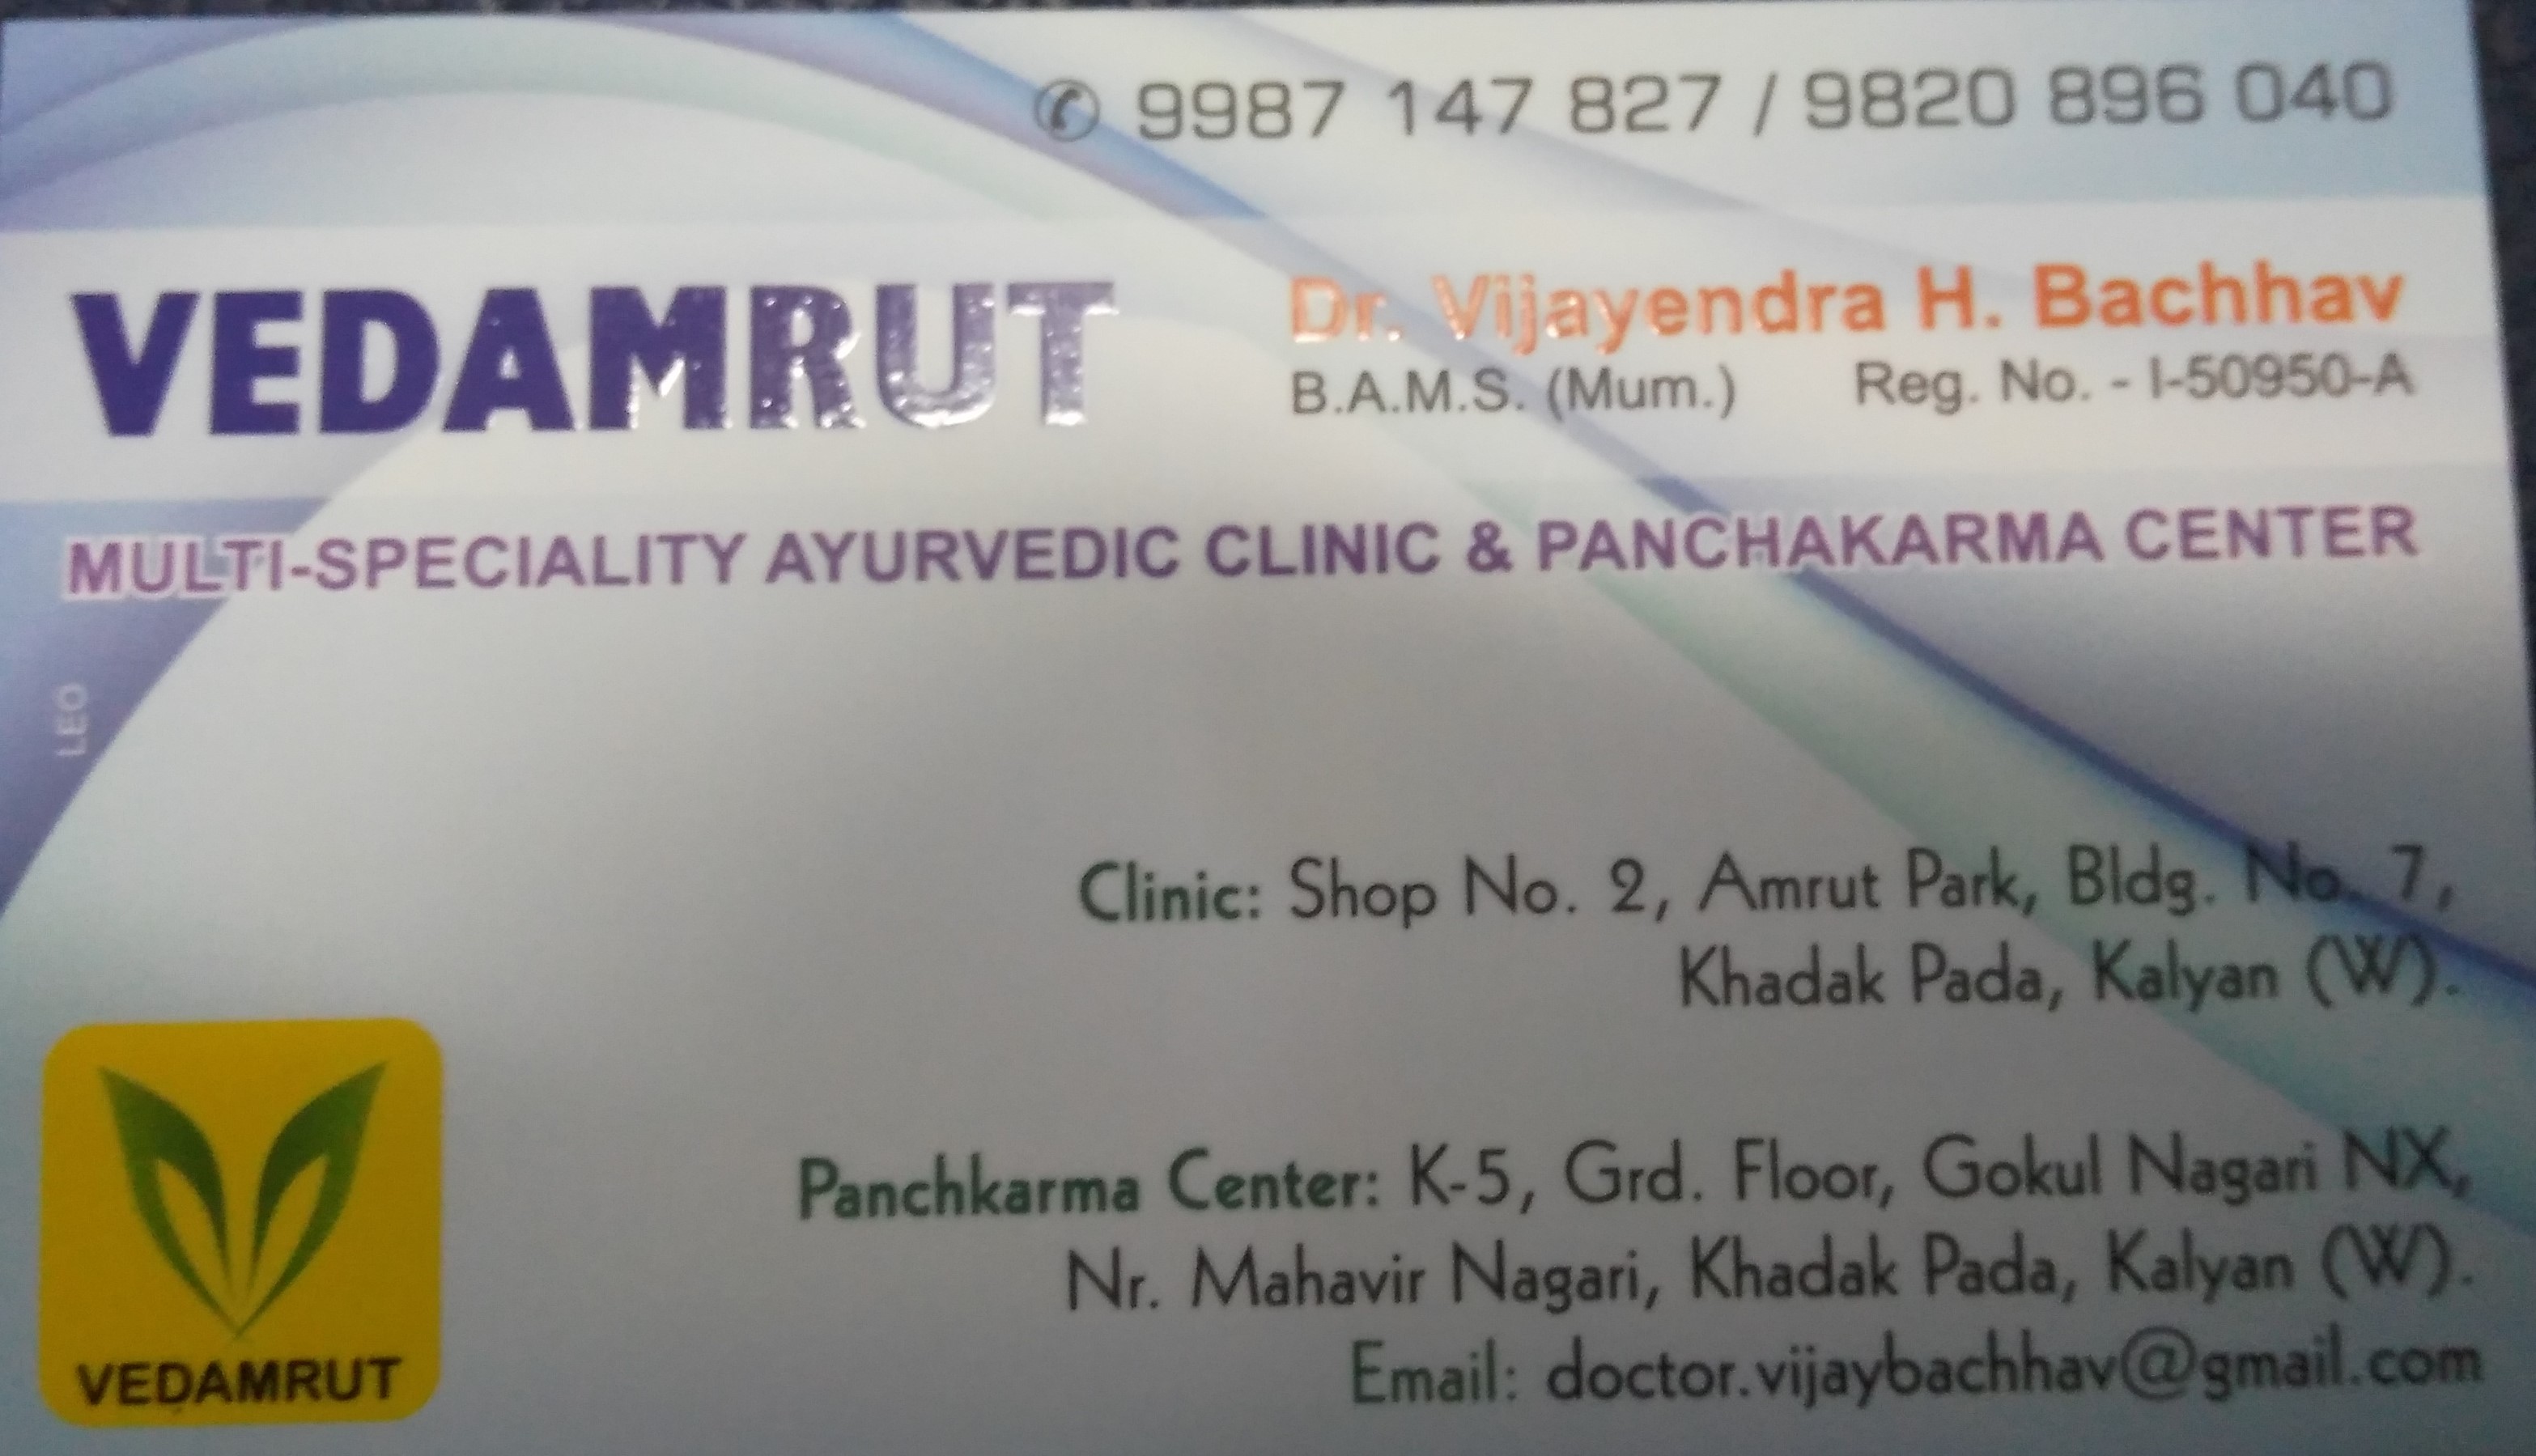 ✆ 9987 147 827 / 9820 896 040
VEDAMRUT
Dr. Vijayendra H. Bachhav
B.A.M.S. (Mum.) Reg. No. - I-50950-A
MULTI-SPECIALITY AYURVEDIC CLINIC & PANCHAKARMA CENTER
LEO
Clinic: Shop No. 2, Amrut Park, Bldg. No. 7,
Khadak Pada, Kalyan (W).
Panchkarma Center: K-5, Grd. Floor, Gokul Nagari NX,
Nr. Mahavir Nagari, Khadak Pada, Kalyan (W).
Email: doctor.vijaybachhav@gmail.com
VEDAMRUT